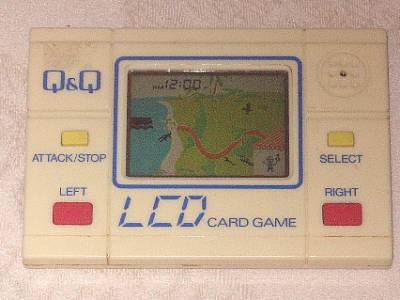 Q&Q
12:00
ATTACK/STOP
SELECT
LEFT
RIGHT
LCD CARD GAME